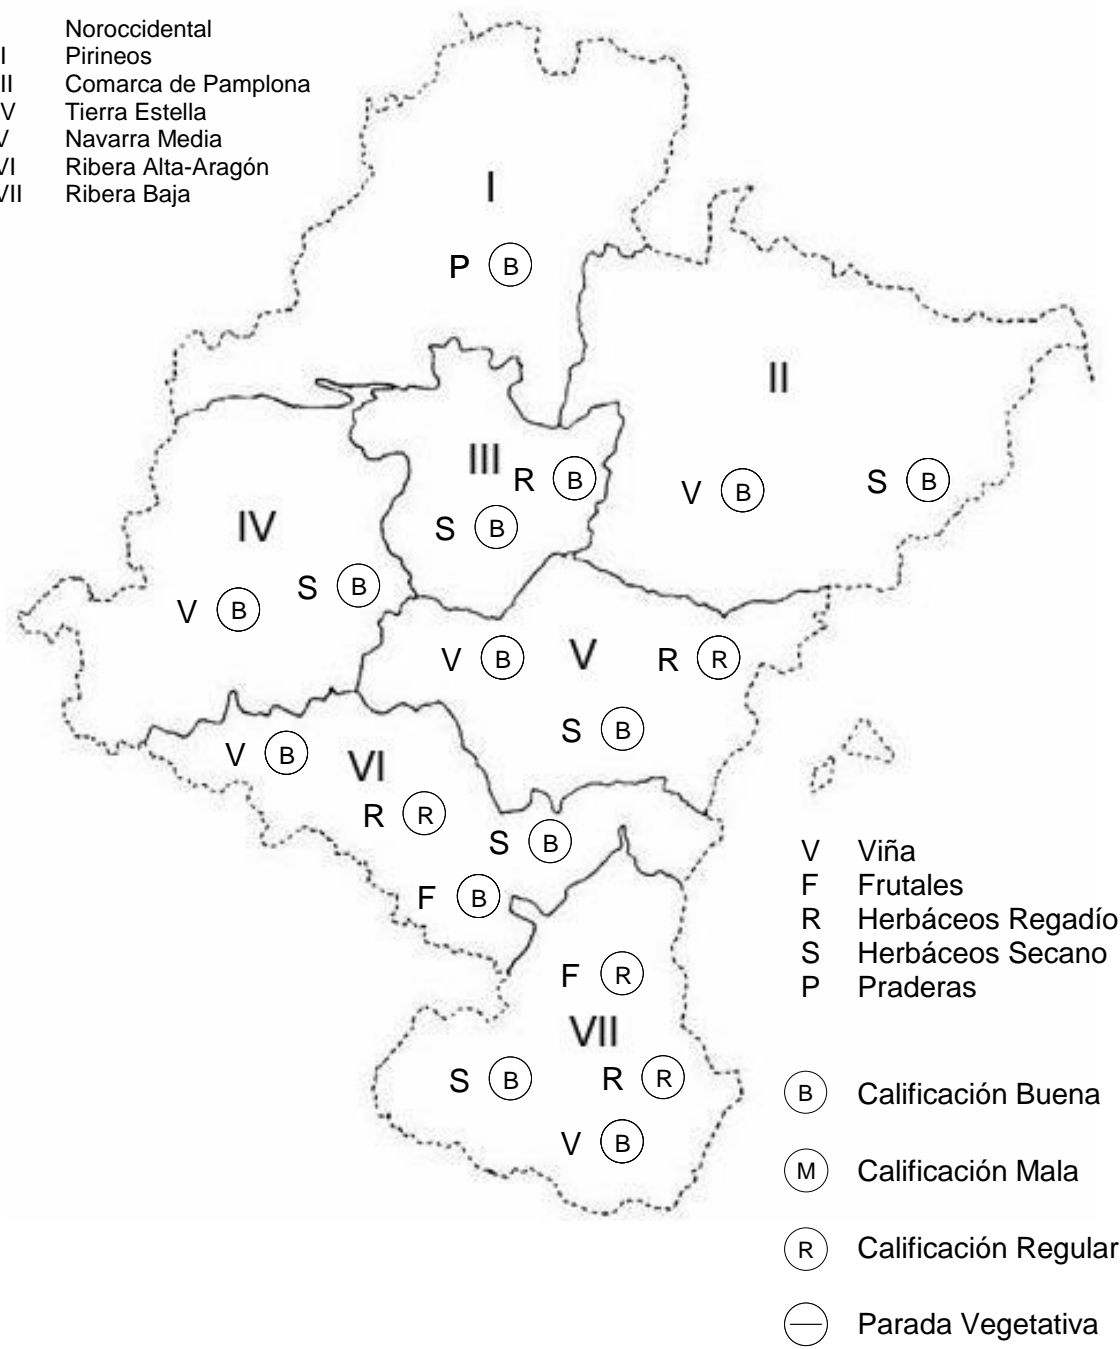 Noroccidental
I Pirineos
II Comarca de Pamplona
V Tierra Estella
V Navarra Media
VI Ribera Alta-Aragón
VII Ribera Baja
I
P B
II
III
R B
V B
S B
S B
IV
S B
V B
V B
V
R R
S B
V B
VI
R R
S B
F B
F R
VII
S B
R R
V B
V Viña
F Frutales
R Herbáceos Regadío
S Herbáceos Secano
P Praderas
B Calificación Buena
M Calificación Mala
R Calificación Regular
Parada Vegetativa